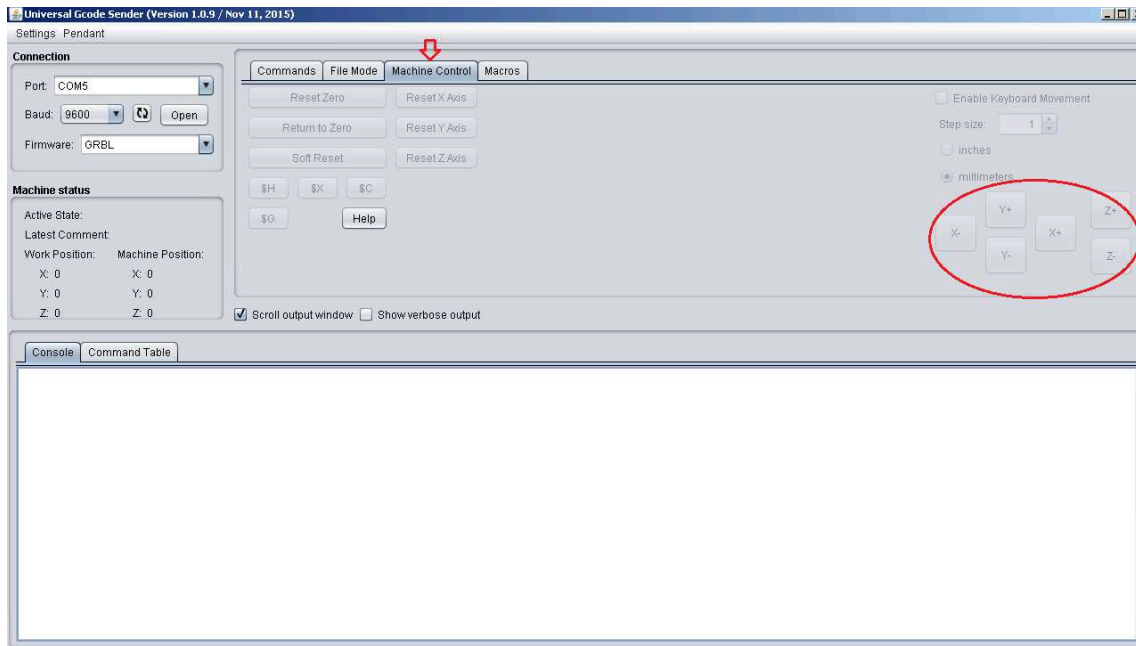 Universal Gcode Sender (Version 1.0.9 / Nov 11, 2015)
Settings Pendant
Connection
Port: COM5
Baud: 9600 Open
Firmware: GRBL
Machine status
Active State:
Latest Comment:
Work Position: Machine Position:
X: 0 X: 0
Y: 0 Y: 0
Z: 0 Z: 0
Commands File Mode Machine Control Macros
Reset Zero Reset X Axis
Return to Zero Reset Y Axis
Soft Reset Reset Z Axis
$H $X $C
$G Help
Enable Keyboard Movement
Step size: 1
inches
millimeters
Y+ Z+
X- X+
Y- Z-
Scroll output window Show verbose output
Console Command Table